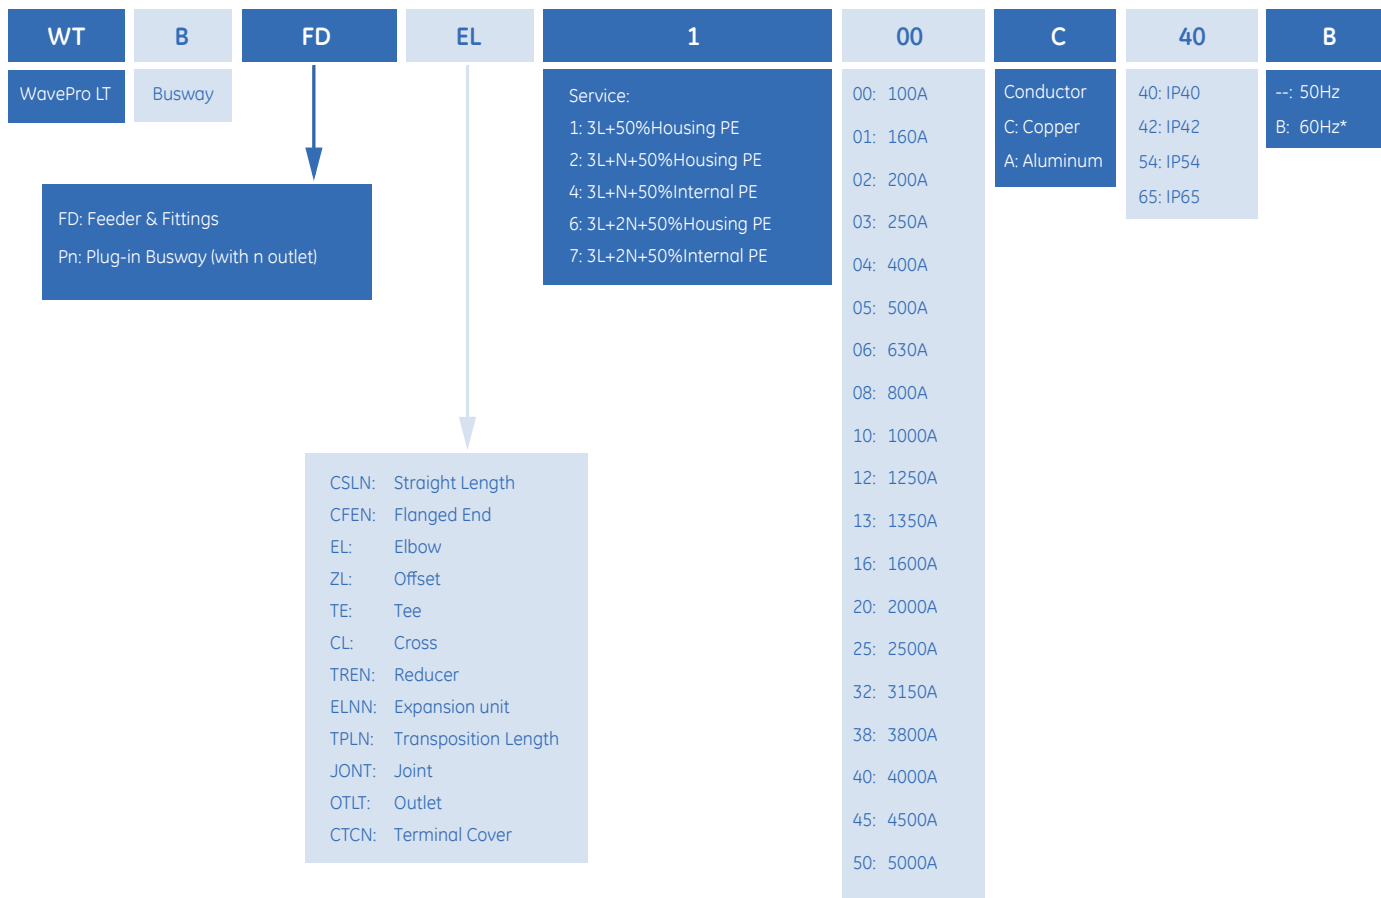 WT B FD EL 1 00 C 40 B
WavePro LT
Busway
FD: Feeder & Fittings
Pn: Plug-in Busway (with n outlet)
CSLN: Straight Length
CFEN: Flanged End
EL: Elbow
ZL: Offset
TE: Tee
CL: Cross
TREN: Reducer
ELNN: Expansion unit
TPLN: Transposition Length
JONT: Joint
OTLT: Outlet
CTCN: Terminal Cover
Service:
1: 3L+50%Housing PE
2: 3L+N+50%Housing PE
4: 3L+N+50%Internal PE
6: 3L+2N+50%Housing PE
7: 3L+2N+50%Internal PE
00: 100A
01: 160A
02: 200A
03: 250A
04: 400A
05: 500A
06: 630A
08: 800A
10: 1000A
12: 1250A
13: 1350A
16: 1600A
20: 2000A
25: 2500A
32: 3150A
38: 3800A
40: 4000A
45: 4500A
50: 5000A
Conductor
C: Copper
A: Aluminum
40: IP40
42: IP42
54: IP54
65: IP65
--: 50Hz
B: 60Hz*